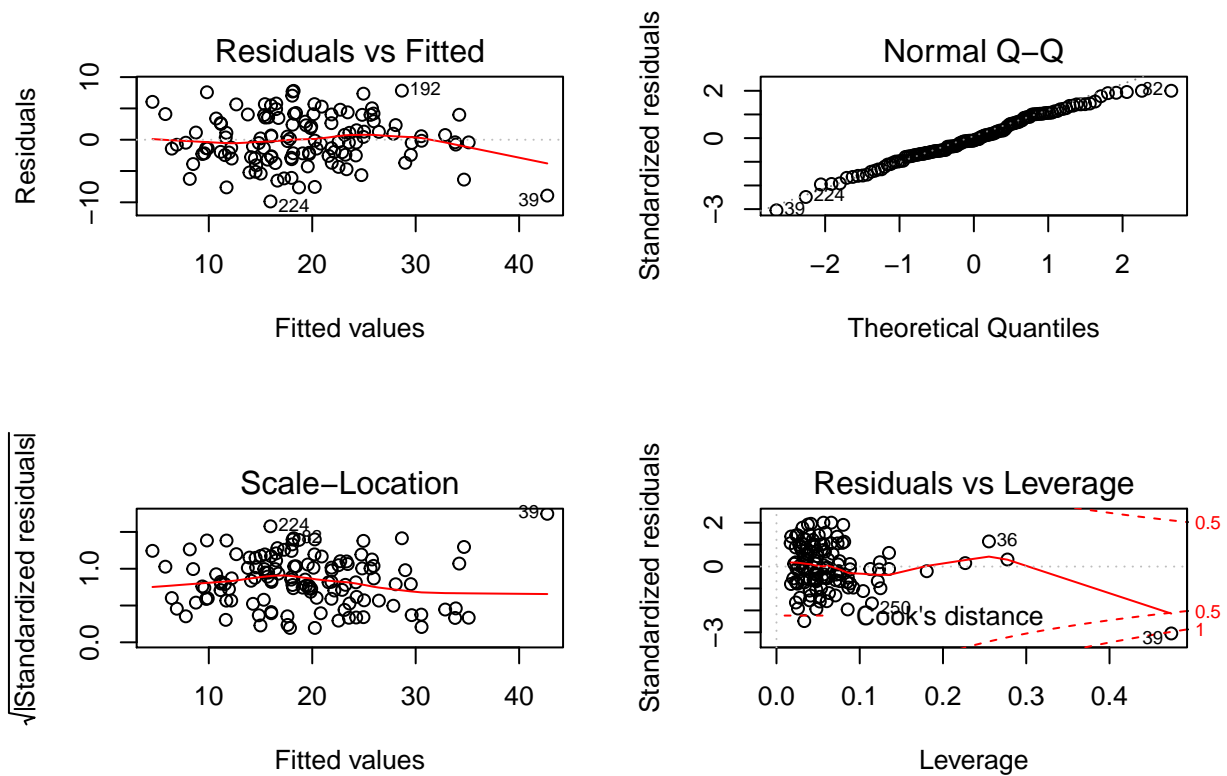 Residuals vs Fitted
Residuals
−10 0 10
192
224
39
10 20 30 40
Fitted values
Normal Q−Q
Standardized residuals
−3 0 2
82
224
39
−2 −1 0 1 2
Theoretical Quantiles
Scale−Location
√|Standardized residuals|
0.0 1.0
39
224
10 20 30 40
Fitted values
Residuals vs Leverage
Standardized residuals
−3 0 2
36
250
39
Cook's distance
0.5
0.5
1
0.0 0.1 0.2 0.3 0.4
Leverage